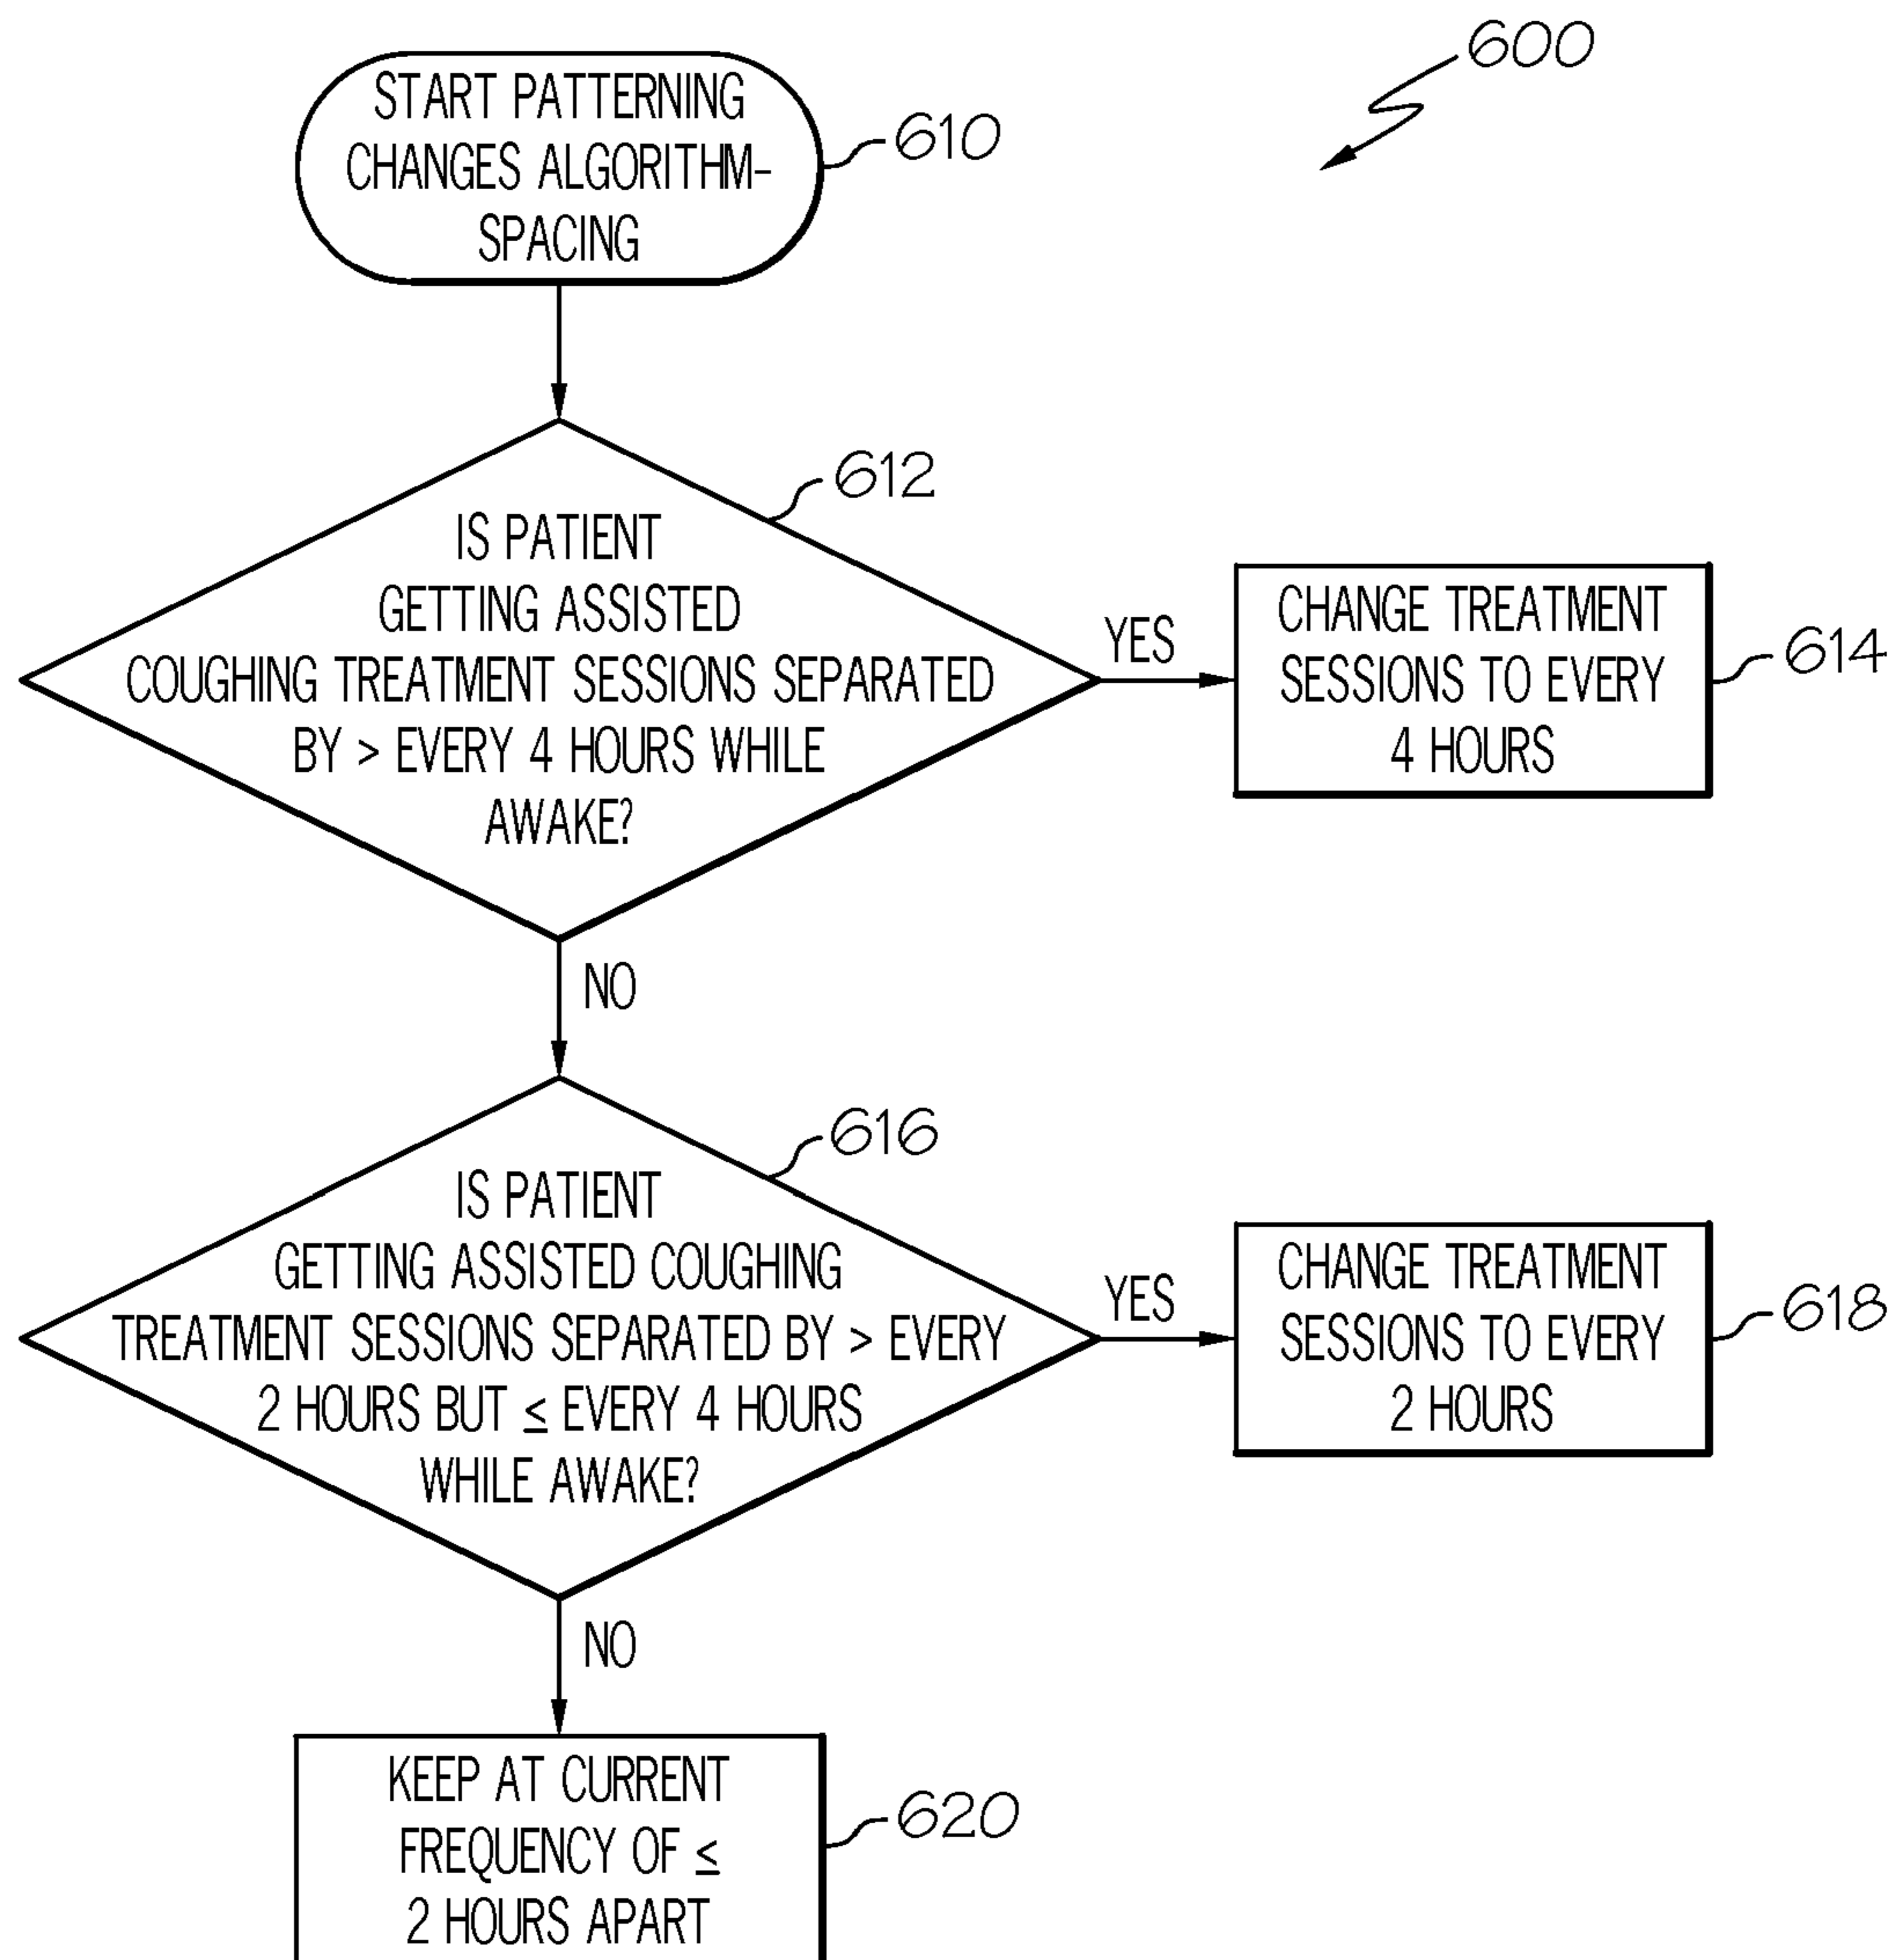 600
START PATTERNING
CHANGES ALGORITHM-
SPACING
610
612
IS PATIENT
GETTING ASSISTED
COUGHING TREATMENT SESSIONS SEPARATED
BY > EVERY 4 HOURS WHILE
AWAKE?
YES
CHANGE TREATMENT
SESSIONS TO EVERY
4 HOURS
614
NO
616
IS PATIENT
GETTING ASSISTED COUGHING
TREATMENT SESSIONS SEPARATED BY > EVERY
2 HOURS BUT ≤ EVERY 4 HOURS
WHILE AWAKE?
YES
CHANGE TREATMENT
SESSIONS TO EVERY
2 HOURS
618
NO
KEEP AT CURRENT
FREQUENCY OF ≤
2 HOURS APART
620